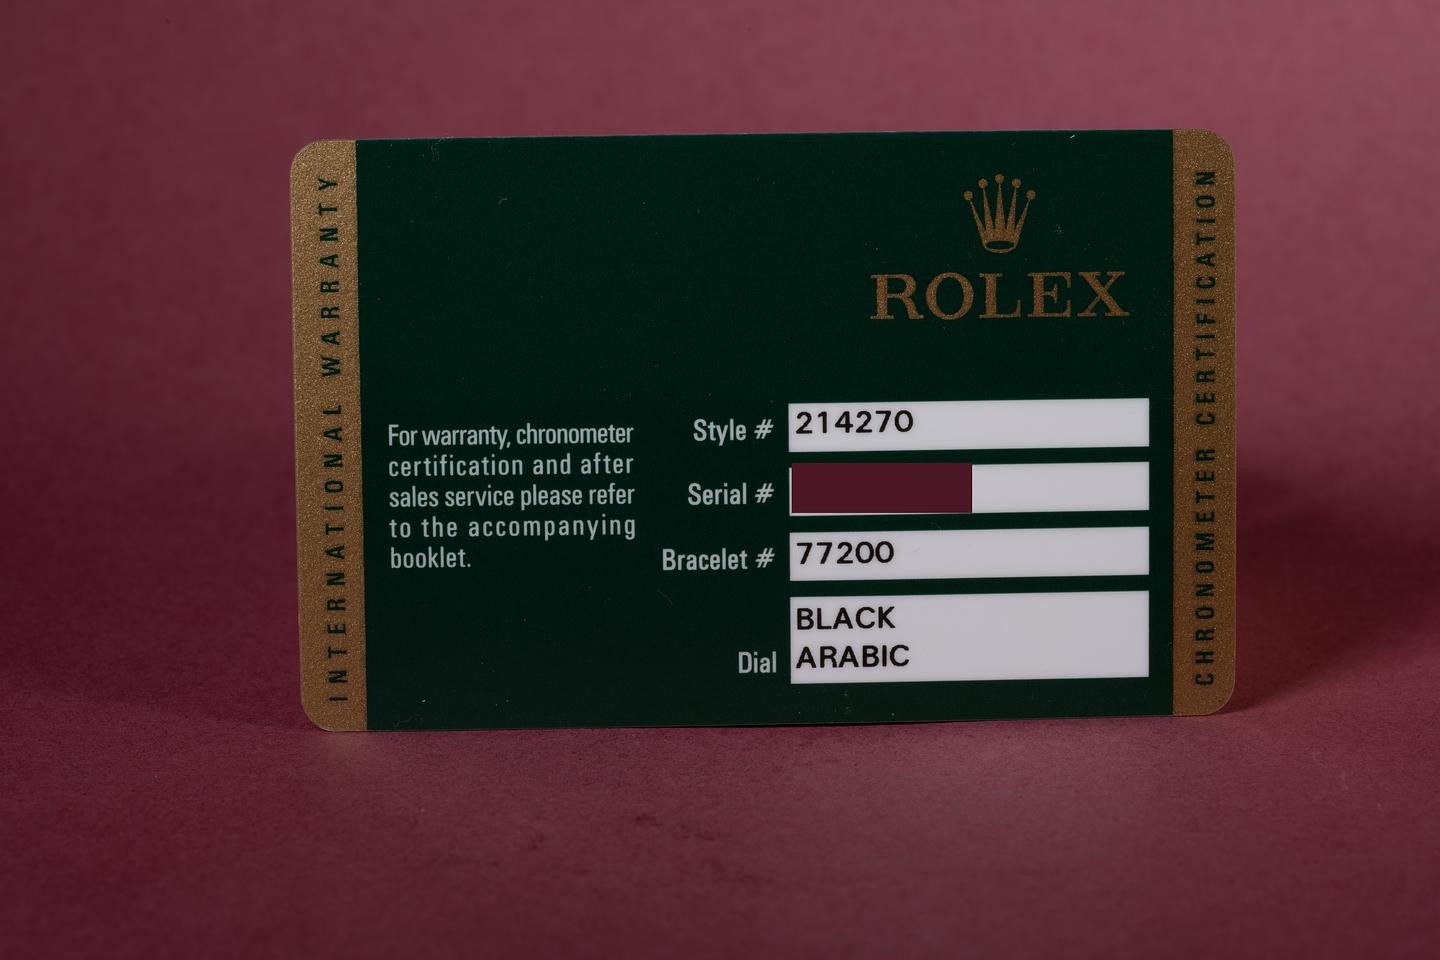 INTERNATIONAL WARRANTY
ROLEX
For warranty, chronometer
certification and after
sales service please refer
to the accompanying
booklet.
Style # 214270
Serial #
Bracelet # 77200
Dial BLACK
ARABIC
CHRONOMETER CERTIFICATION